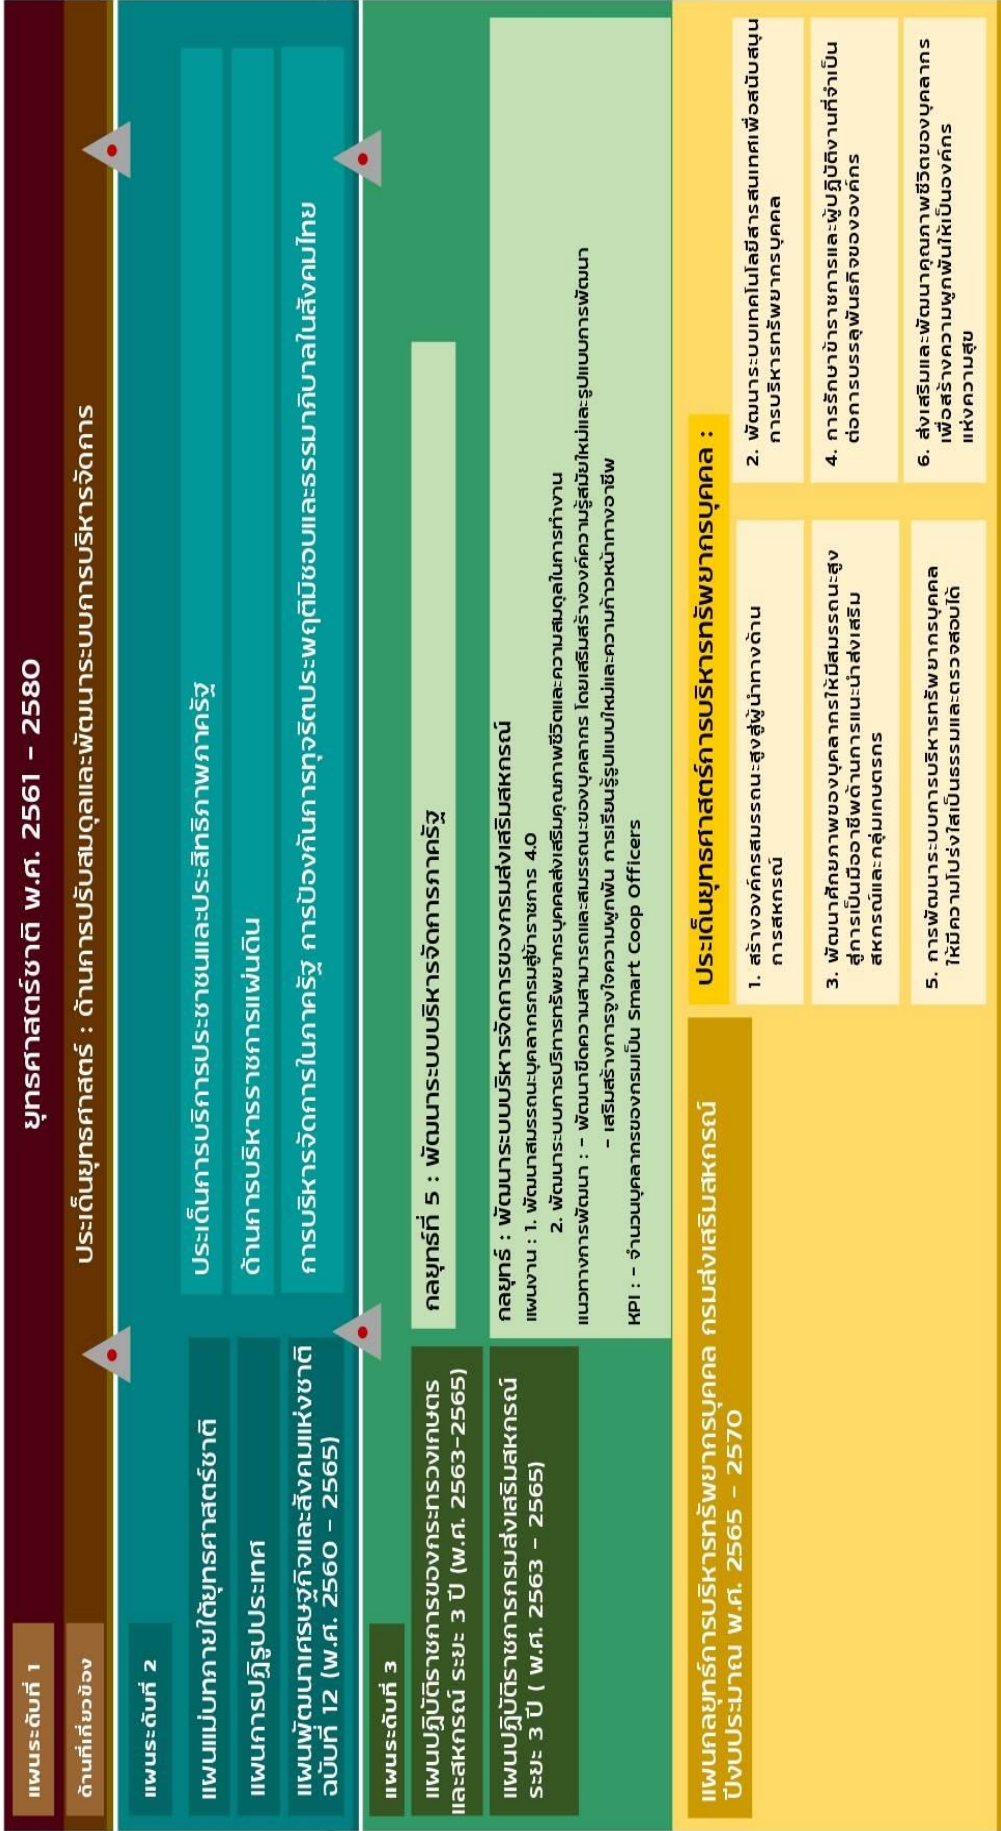 แผนระดับที่ 1
ยุทธศาสตร์ชาติ พ.ศ. 2561 - 2580
ด้านที่เกี่ยวข้อง
ประเด็นยุทธศาสตร์ : ด้านการปรับสมดุลและพัฒนาระบบการบริหารจัดการ
แผนระดับที่ 2
แผนแม่บทภายใต้ยุทธศาสตร์ชาติ
ประเด็นการบริการประชาชนและประสิทธิภาพภาครัฐ
แผนการปฏิรูปประเทศ
ด้านการบริหารราชการแผ่นดิน
แผนพัฒนาเศรษฐกิจและสังคมแห่งชาติ
ฉบับที่ 12 (พ.ศ. 2560 - 2565)
การบริหารจัดการในภาครัฐ การป้องกันการทุจริตประพฤติมิชอบและธรรมาภิบาลในสังคมไทย
แผนระดับที่ 3
แผนปฏิบัติราชการของกระทรวงเกษตร
และสหกรณ์ ระยะ 3 ปี (พ.ศ. 2563-2565)
กลยุทธ์ที่ 5 : พัฒนาระบบบริหารจัดการภาครัฐ
แผนปฏิบัติราชการกรมส่งเสริมสหกรณ์
ระยะ 3 ปี ( พ.ศ. 2563 - 2565)
กลยุทธ์ : พัฒนาระบบบริหารจัดการของกรมส่งเสริมสหกรณ์
แผนงาน : 1. พัฒนาสมรรถนะบุคลากรกรมสู่ข้าราชการ 4.0
2. พัฒนาระบบการบริการทรัพยากรบุคคลส่งเสริมคุณภาพชีวิตและความสมดุลในการทำงาน
แนวทางการพัฒนา : - พัฒนาขีดความสามารถและสมรรถนะของบุคลากร โดยเสริมสร้างองค์ความรู้สมัยใหม่และรูปแบบการพัฒนา
- เสริมสร้างการจูงใจความผูกพัน การเรียนรู้รูปแบบใหม่และความก้าวหน้าทางอาชีพ
KPI : - จำนวนบุคลากรของกรมเป็น Smart Coop Officers
แผนกลยุทธ์การบริหารทรัพยากรบุคคล กรมส่งเสริมสหกรณ์
ปีงบประมาณ พ.ศ. 2565 - 2570
ประเด็นยุทธศาสตร์การบริหารทรัพยากรบุคคล :
1. สร้างองค์กรสมรรถนะสูงสู่ผู้นำทางด้าน
การสหกรณ์
2. พัฒนาระบบเทคโนโลยีสารสนเทศเพื่อสนับสนุน
การบริหารทรัพยากรบุคคล
3. พัฒนาศักยภาพของบุคลากรให้มีสมรรถนะสูง
สู่การเป็นมืออาชีพด้านการแนะนำส่งเสริม
สหกรณ์และกลุ่มเกษตรกร
4. การรักษาข้าราชการและผู้ปฏิบัติงานที่จำเป็น
ต่อการบรรลุพันธกิจขององค์กร
5. การพัฒนาระบบการบริหารทรัพยากรบุคคล
ให้มีความโปร่งใสเป็นธรรมและตรวจสอบได้
6. ส่งเสริมและพัฒนาคุณภาพชีวิตของบุคลากร
เพื่อสร้างความผูกพันให้เป็นองค์กร
แห่งความสุข